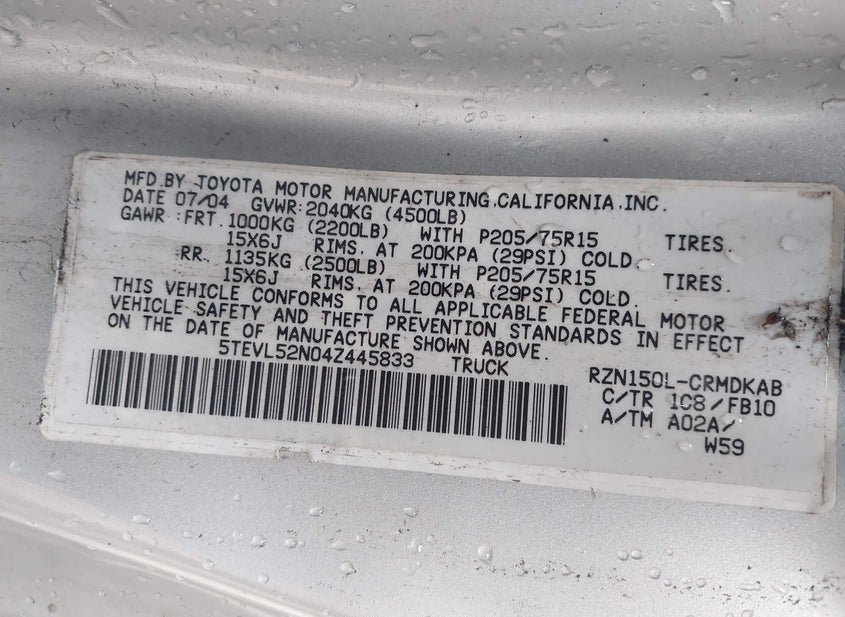 MFD.BY TOYOTA MOTOR MANUFACTURING,CALIFORNIA,INC.
DATE 07/04 GVWR:2040KG (4500LB)
GAWR :FRT.1000KG (2200LB) WITH P205/75R15 TIRES.
15X6J RIMS. AT 200KPA (29PSI) COLD.
RR. 1135KG (2500LB) WITH P205/75R15 TIRES.
15X6J RIMS. AT 200KPA (29PSI) COLD.
THIS VEHICLE CONFORMS TO ALL APPLICABLE FEDERAL MOTOR
VEHICLE SAFETY AND THEFT PREVENTION STANDARDS IN EFFECT
ON THE DATE OF MANUFACTURE SHOWN ABOVE.
5TEVL52N04Z445833 TRUCK
RZN150L-CRMDKAB
C/TR 1C8/FB10
A/TM A02A/
W59